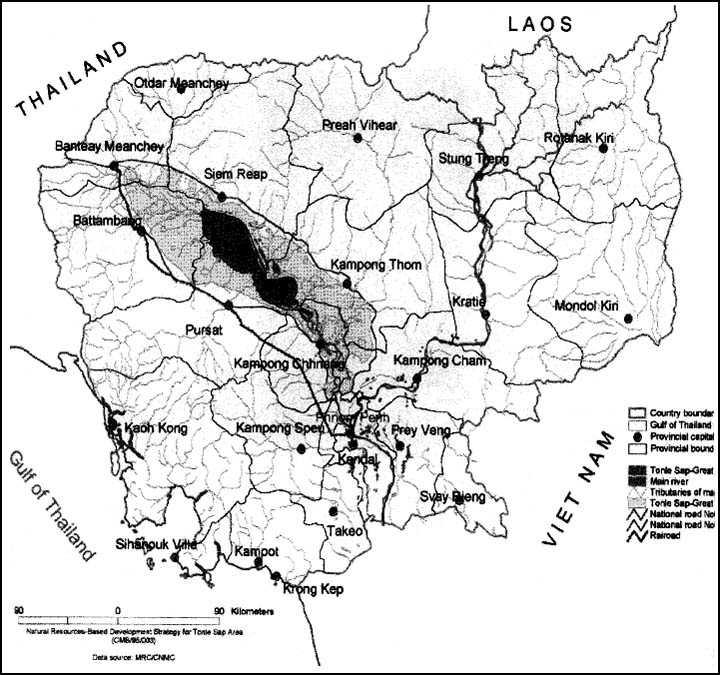 LAOS
THAILAND
Otdar Meanchey
Preah Vihear
Rotanak Kiri
Banteay Meanchey
Stung Treng
Siem Reap
Battambang
Kampong Thom
Kratie
Mondol Kiri
Pursat
Kampong Chhnang
Kampong Cham
Phnom Penh
Kaoh Kong
Kampong Speu
Prey Veng
Kandal
Svay Rieng
Gulf of Thailand
VIET NAM
Takeo
Sihanouk Ville
Kampot
Krong Kep
Country boundar
Gulf of Thailand
Provincial capital
Provincial bound
Tonle Sap-Great
Main river
Tributaries of ma
Tonle Sap-Great
National road No
National road No
Railroad
90 0 90 Kilometers
Natural Resources-Based Development Strategy for Tonle Sap Area
(CMB/95/003)
Data source: MRC/CNMC